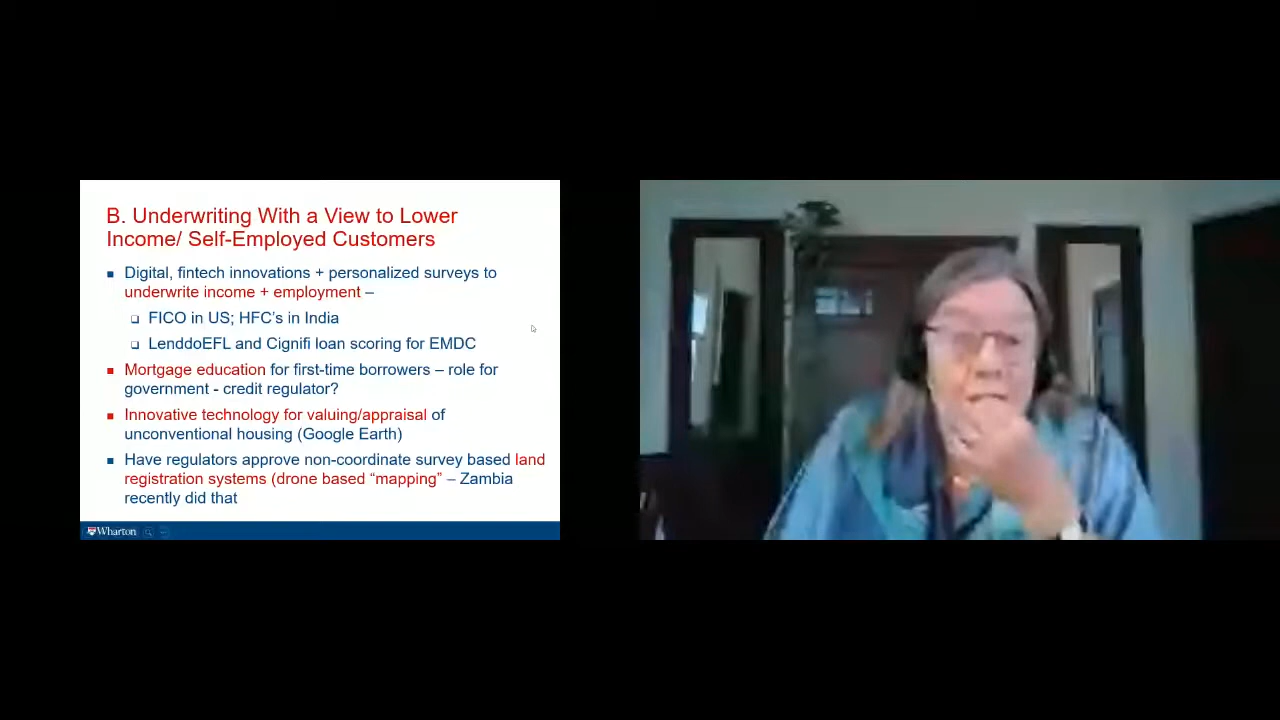 B. Underwriting With a View to Lower
Income/ Self-Employed Customers
Digital, fintech innovations + personalized surveys to
underwrite income + employment –
FICO in US; HFC's in India
LenddoEFL and Cignifi loan scoring for EMDC
Mortgage education for first-time borrowers – role for
government - credit regulator?
Innovative technology for valuing/appraisal of
unconventional housing (Google Earth)
Have regulators approve non-coordinate survey based land
registration systems (drone based “mapping” – Zambia
recently did that
Wharton